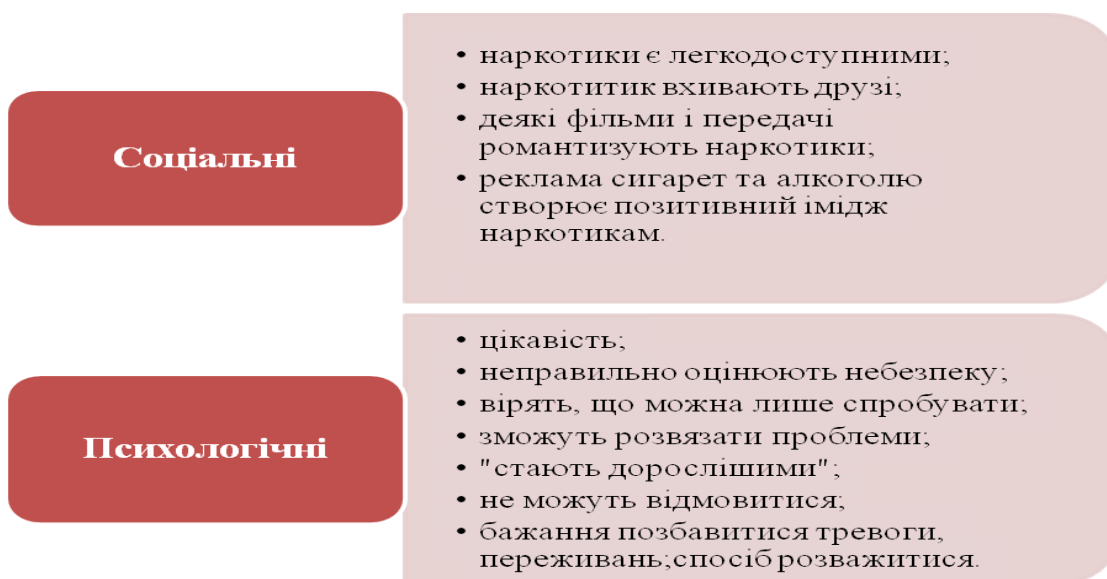 Соціальні
• наркотики є легкодоступними;
• наркотитик вхивають друзі;
• деякі фільми і передачі
романтизують наркотики;
• реклама сигарет та алкоголю
створює позитивний імідж
наркотикам.
Психологічні
• цікавість;
• неправильно оцінюють небезпеку;
• вірять, що можна лише спробувати;
• зможуть розвязати проблеми;
• "стають дорослішими";
• не можуть відмовитися;
• бажання позбавитися тревоги,
переживань;спосіб розважитися.